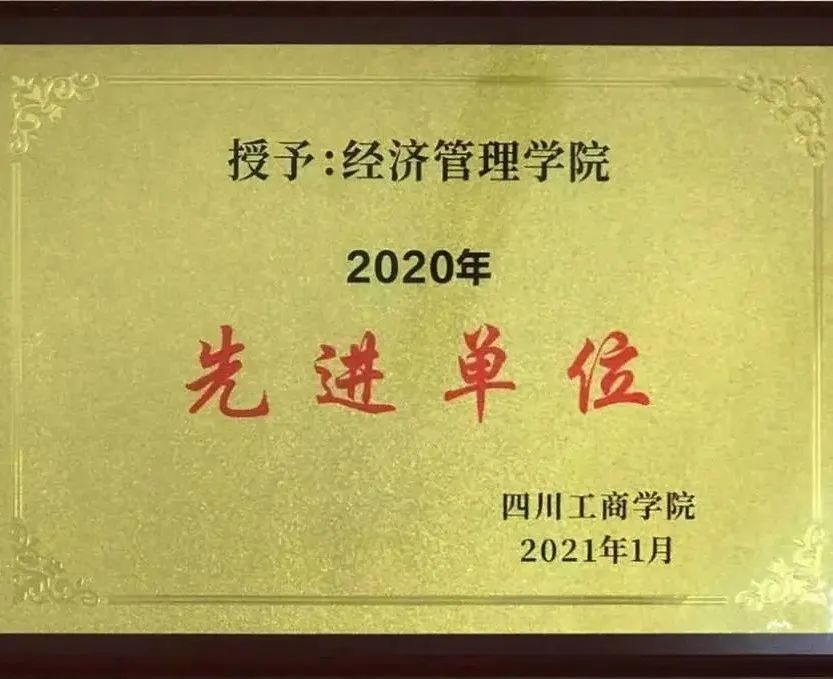 授予:经济管理学院
2020年
先进单位
四川工商学院
2021年1月